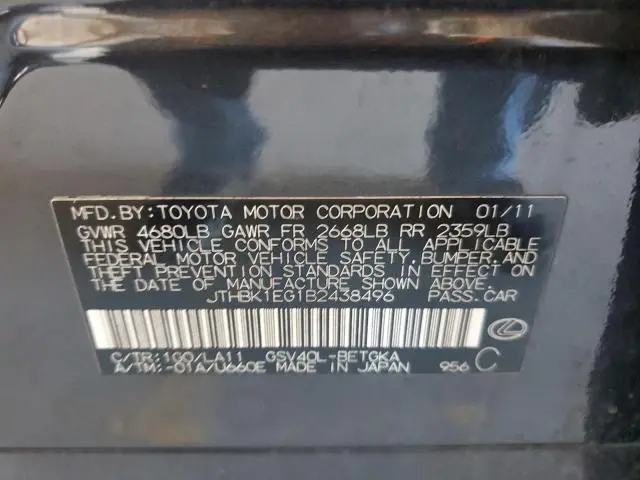 MFD.BY:TOYOTA MOTOR CORPORATION 01/11
GVWR 4680LB GAWR FR 2668LB RR 2359LB
THIS VEHICLE CONFORMS TO ALL APPLICABLE
FEDERAL MOTOR VEHICLE SAFETY,BUMPER,AND
THEFT PREVENTION STANDARDS IN EFFECT ON
THE DATE OF MANUFACTURE SHOWN ABOVE.
JTHBK1EG1B2438496 PASS.CAR
C/TR:1G0/LA11 GSV40L-BETGKA
A/TM:-01A/U660E MADE IN JAPAN 956 C